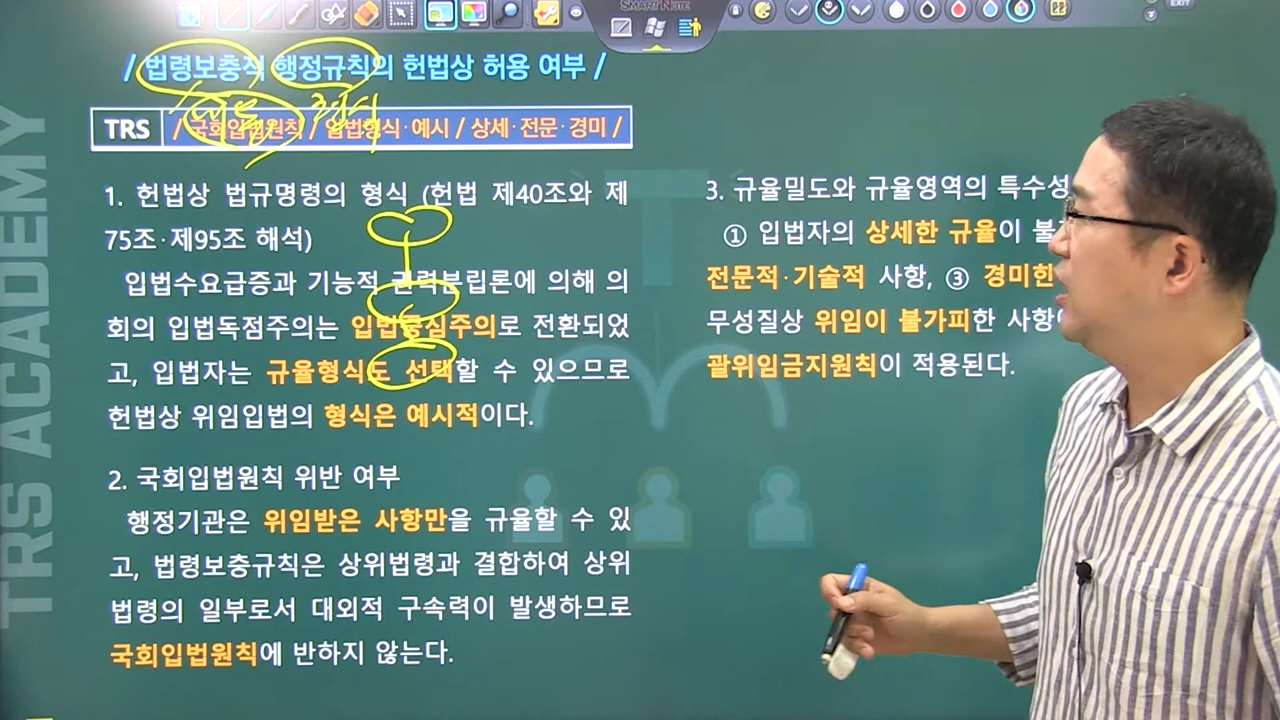 SMARTNOTE
EXIT
/ 법령보충적 행정규칙의 헌법상 허용 여부 /
TRS / 국회입법원칙 / 입법형식·예시 / 상세·전문·경미 /
형식
1. 헌법상 법규명령의 형식 (헌법 제40조와 제
75조·제95조 해석)
입법수요급증과 기능적 권력분립론에 의해 의
회의 입법독점주의는 입법중심주의로 전환되었
고, 입법자는 규율형식도 선택할 수 있으므로
헌법상 위임입법의 형식은 예시적이다.
2. 국회입법원칙 위반 여부
행정기관은 위임받은 사항만을 규율할 수 있
고, 법령보충규칙은 상위법령과 결합하여 상위
법령의 일부로서 대외적 구속력이 발생하므로
국회입법원칙에 반하지 않는다.
3. 규율밀도와 규율영역의 특수성
① 입법자의 상세한 규율이
전문적·기술적 사항, ③ 경미한
무성질상 위임이 불가피한
괄위임금지원칙이 적용된다.
TRS ACADEMY